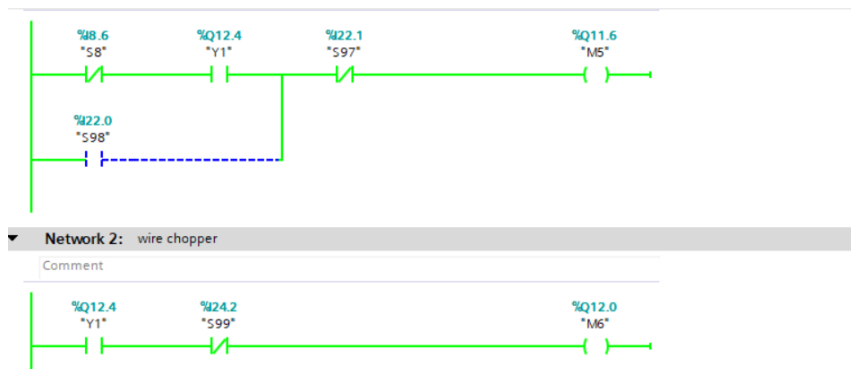 %I8.6 %Q12.4 %I22.1 %Q11.6
"S8" "Y1" "S97" "M5"
%I22.0
"S98"
Network 2: wire chopper
Comment
%Q12.4 %I24.2 %Q12.0
"Y1" "S99" "M6"